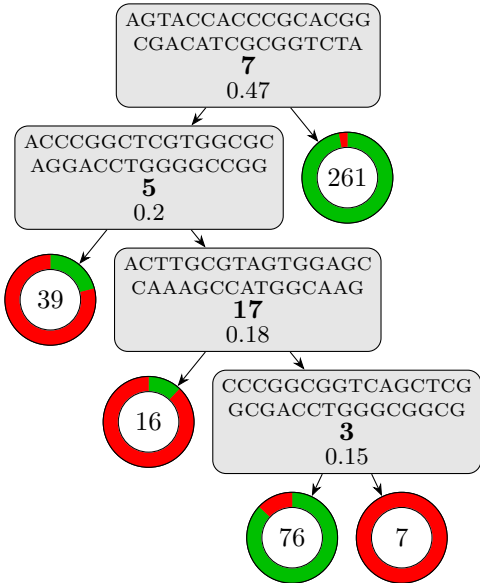 AGTACCACCCGCACGG
CGACATCGCGGTCTA
7
0.47
ACCCGGCTCGTGGCGC
AGGACCTGGGGCCGG
5
0.2
261
39
ACTTGCGTAGTGGAGC
CAAAGCCATGGCAAG
17
0.18
16
CCCGGCGGTCAGCTCG
GCGACCTGGGCGGCG
3
0.15
76
7